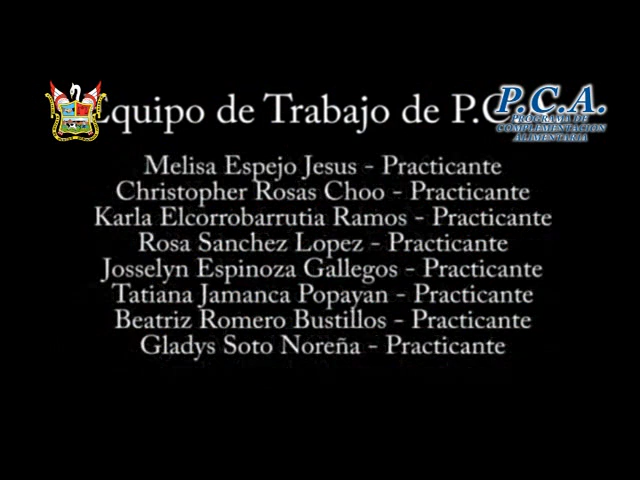 Equipo de Trabajo de P.C.
P.C.A.
PROGRAMA DE
COMPLEMENTACION
ALIMENTARIA
Melisa Espejo Jesus - Practicante
Christopher Rosas Choo - Practicante
Karla Elcorrobarrutia Ramos - Practicante
Rosa Sanchez Lopez - Practicante
Josselyn Espinoza Gallegos - Practicante
Tatiana Jamanca Popayan - Practicante
Beatriz Romero Bustillos - Practicante
Gladys Soto Noreña - Practicante